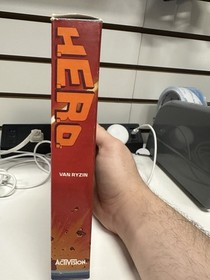 H.E.R.O.
VAN RYZIN
ACTIVISION